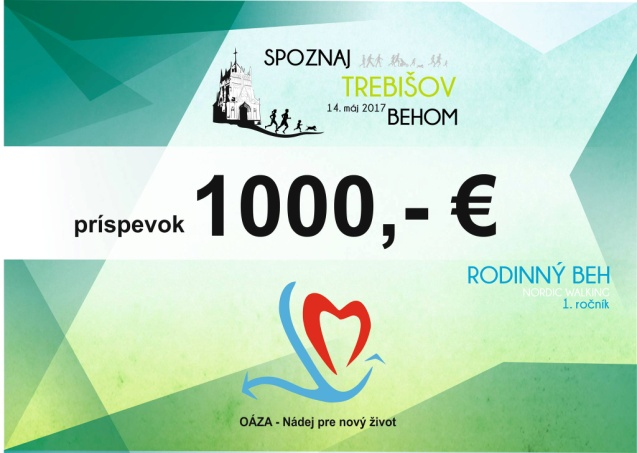 SPOZNAJ
TREBIŠOV
14. máj 2017 BEHOM
príspevok 1000,- €
RODINNÝ BEH
NORDIC WALKING
1. ročník
OÁZA - Nádej pre nový život